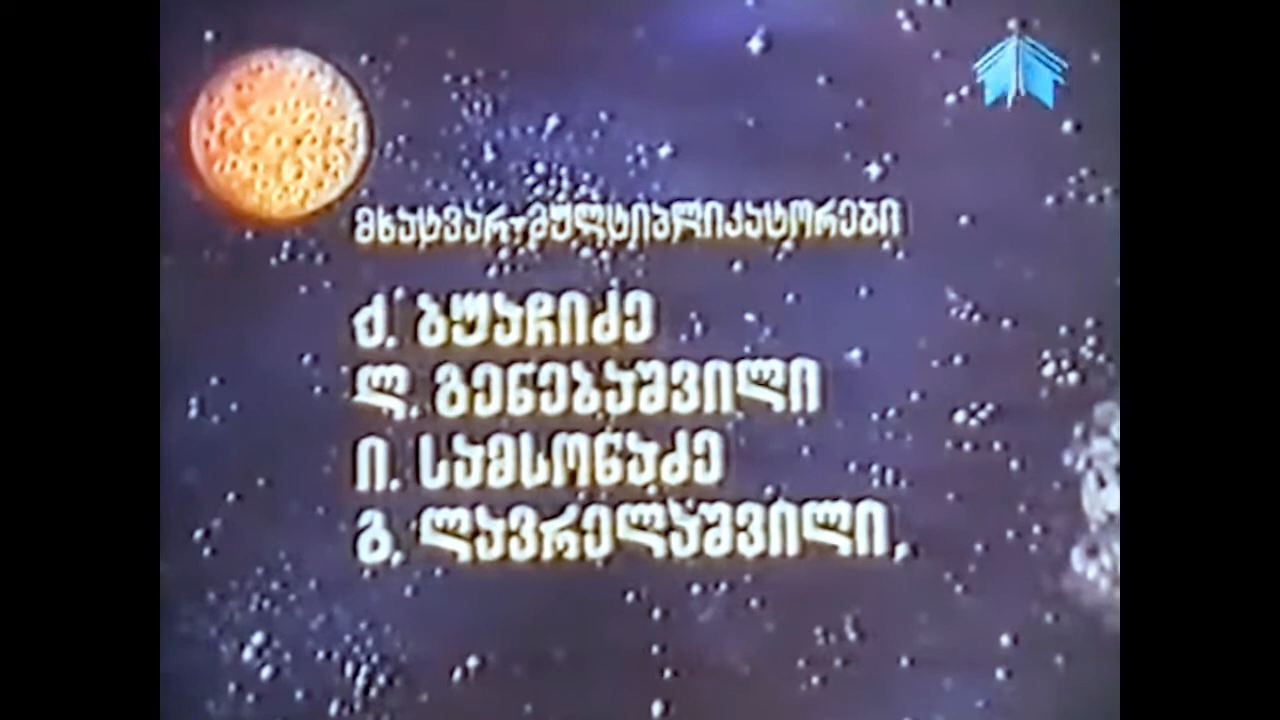 მხატვარ-მულტიპლიკატორები
ქ. ბუაჩიძე
ლ. გენებაშვილი
ი. სამსონაძე
გ. ლავრელაშვილი,